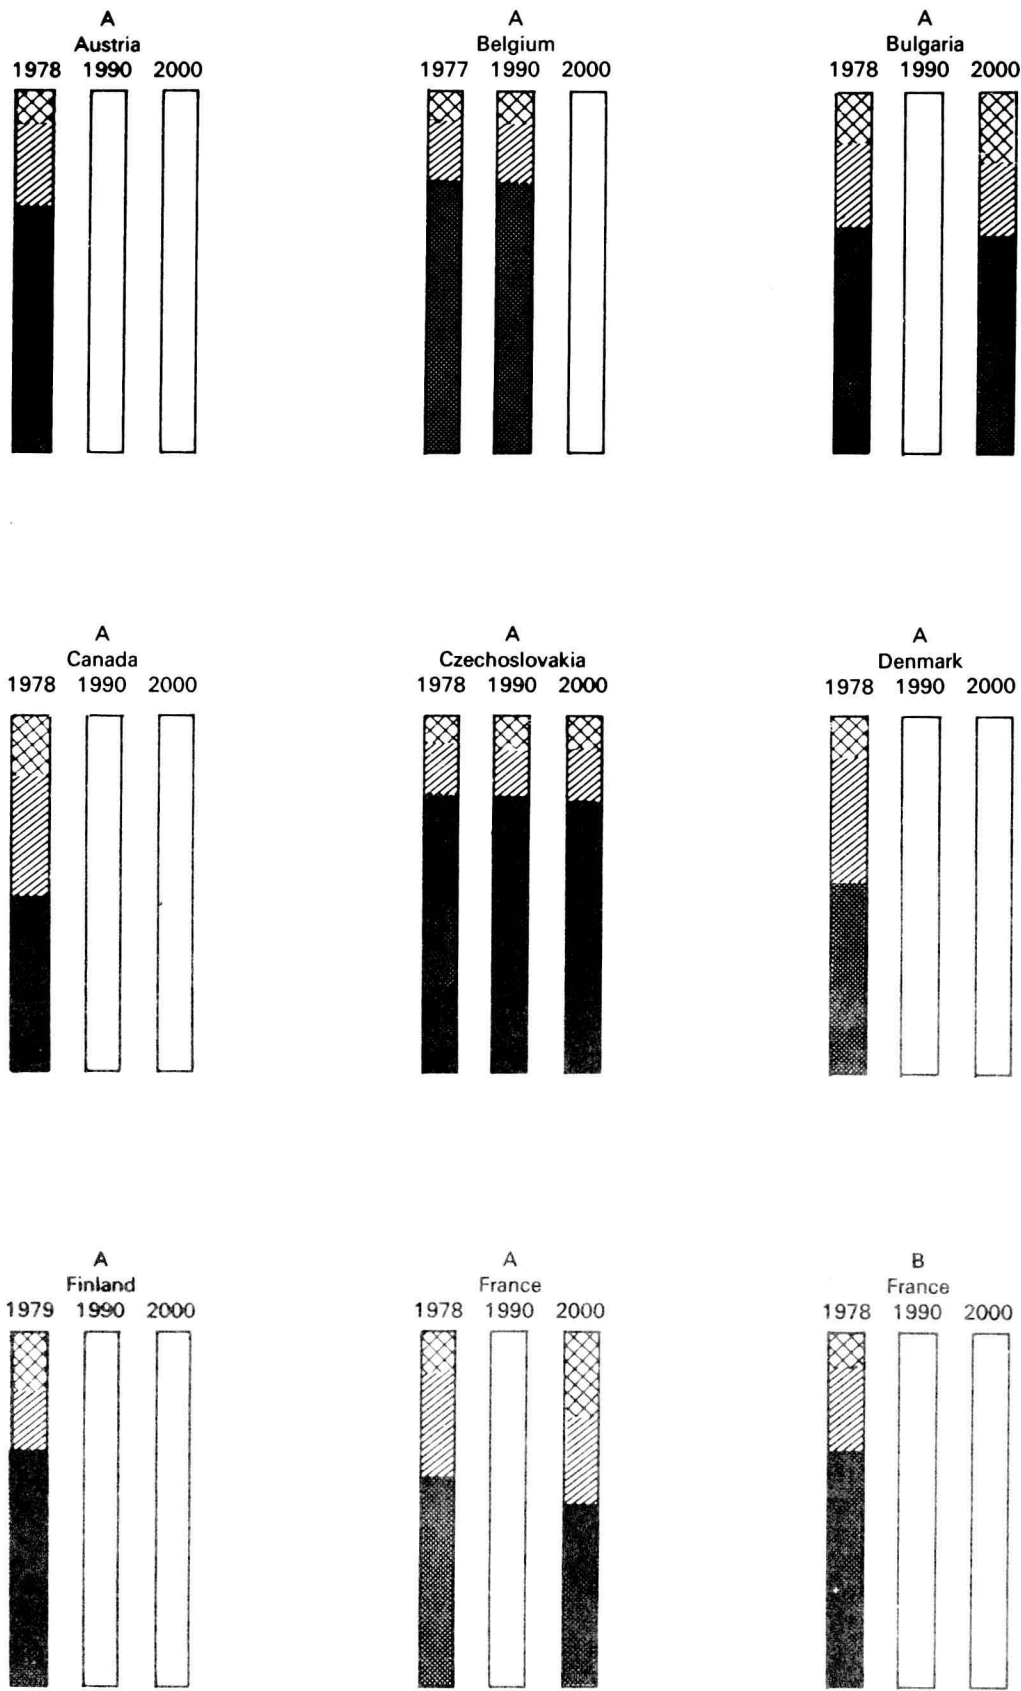 A
Austria
1978 1990 2000
A
Belgium
1977 1990 2000
A
Bulgaria
1978 1990 2000
A
Canada
1978 1990 2000
A
Czechoslovakia
1978 1990 2000
A
Denmark
1978 1990 2000
A
Finland
1979 1990 2000
A
France
1978 1990 2000
B
France
1978 1990 2000